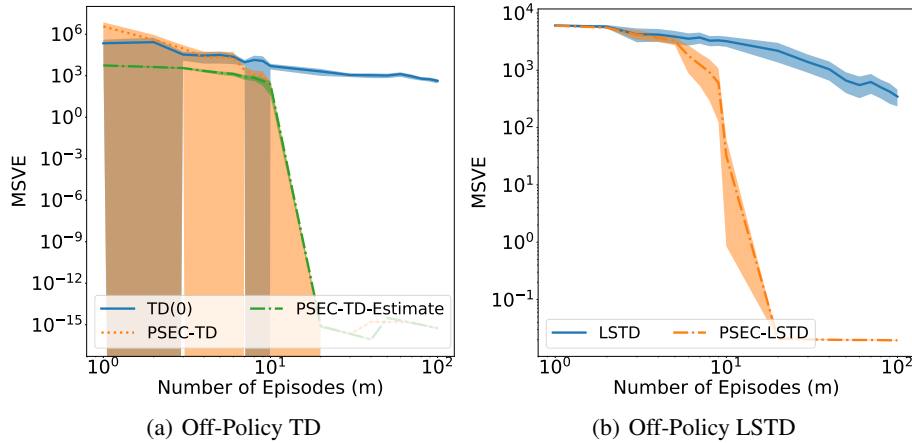 10^6
10^3
10^0
10^-3
10^-6
10^-9
10^-12
10^-15
MSVE
TD(0)
PSEC-TD
PSEC-TD-Estimate
10^0
10^1
10^2
Number of Episodes (m)
(a) Off-Policy TD
10^4
10^3
10^2
10^1
10^0
10^-1
MSVE
LSTD
PSEC-LSTD
10^0
10^1
10^2
Number of Episodes (m)
(b) Off-Policy LSTD